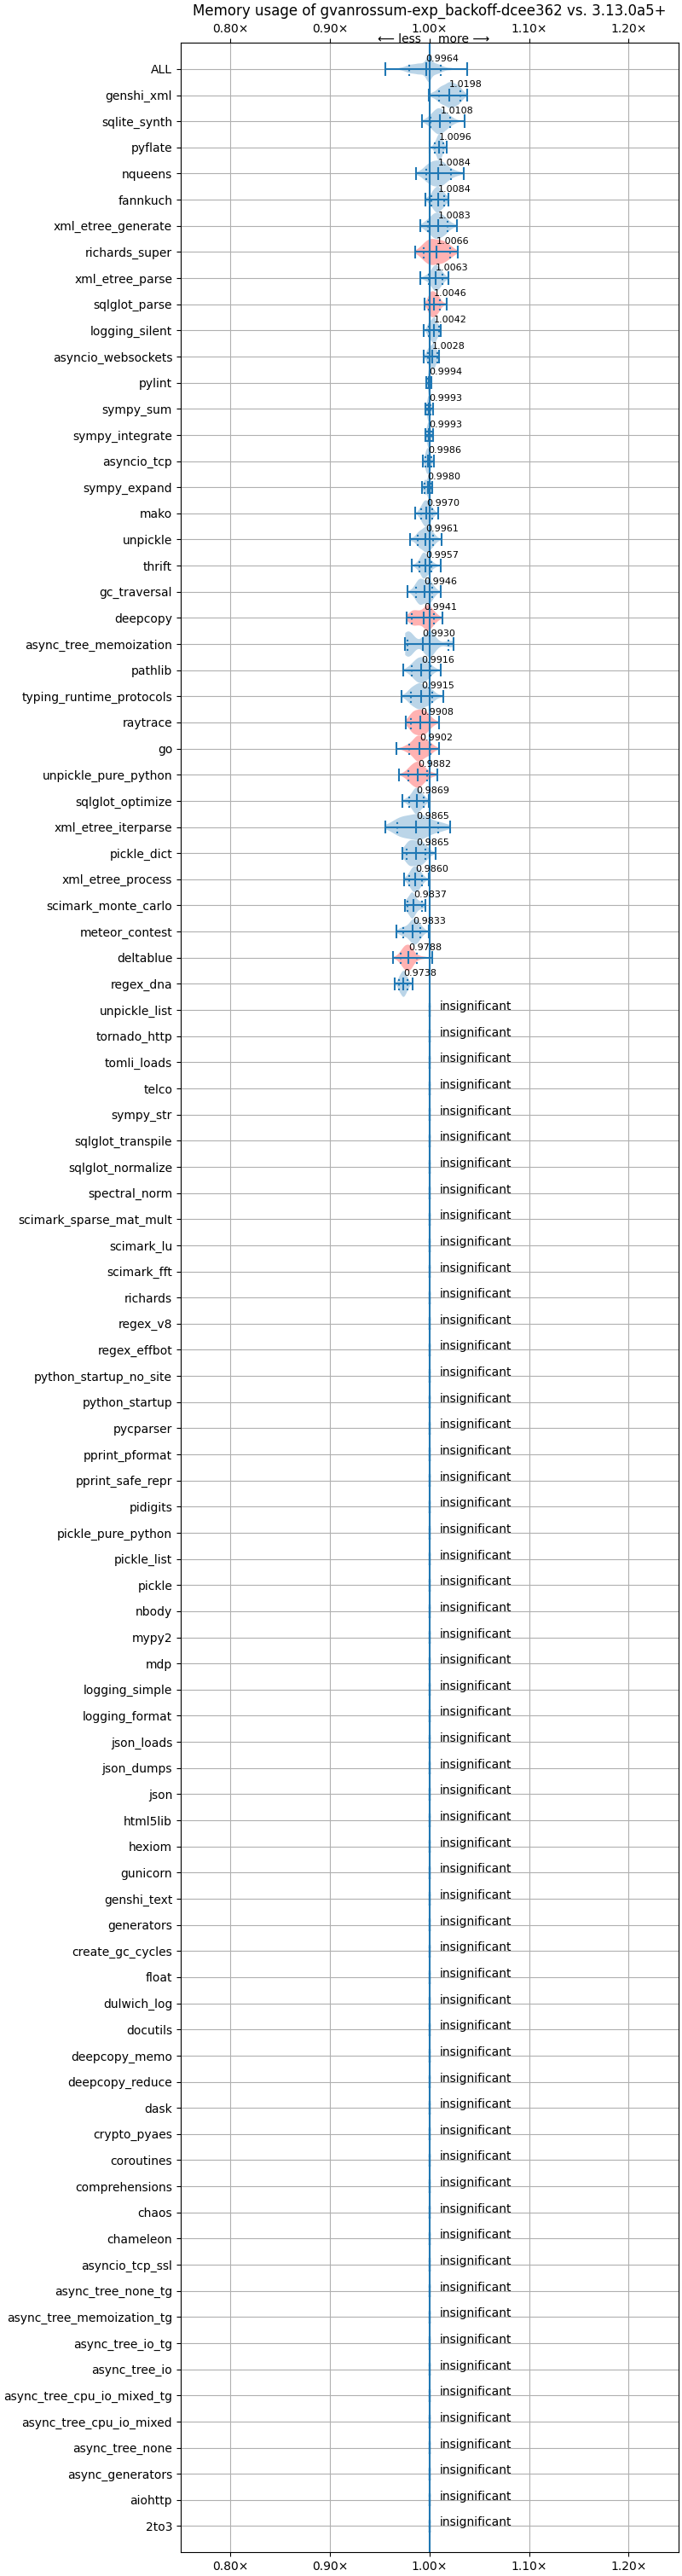 Memory usage of gvanrossum-exp_backoff-dcee362 vs. 3.13.0a5+
0.80× 0.90× 1.00× 1.10× 1.20×
⟵ less more ⟶
ALL 0.9964
genshi_xml 1.0198
sqlite_synth 1.0108
pyflate 1.0096
nqueens 1.0084
fannkuch 1.0084
xml_etree_generate 1.0083
richards_super 1.0066
xml_etree_parse 1.0063
sqlglot_parse 1.0046
logging_silent 1.0042
asyncio_websockets 1.0028
pylint 0.9994
sympy_sum 0.9993
sympy_integrate 0.9993
asyncio_tcp 0.9986
sympy_expand 0.9980
mako 0.9970
unpickle 0.9961
thrift 0.9957
gc_traversal 0.9946
deepcopy 0.9941
async_tree_memoization 0.9930
pathlib 0.9916
typing_runtime_protocols 0.9915
raytrace 0.9908
go 0.9902
unpickle_pure_python 0.9882
sqlglot_optimize 0.9869
xml_etree_iterparse 0.9865
pickle_dict 0.9865
xml_etree_process 0.9860
scimark_monte_carlo 0.9837
meteor_contest 0.9833
deltablue 0.9788
regex_dna 0.9738
unpickle_list insignificant
tornado_http insignificant
tomli_loads insignificant
telco insignificant
sympy_str insignificant
sqlglot_transpile insignificant
sqlglot_normalize insignificant
spectral_norm insignificant
scimark_sparse_mat_mult insignificant
scimark_lu insignificant
scimark_fft insignificant
richards insignificant
regex_v8 insignificant
regex_effbot insignificant
python_startup_no_site insignificant
python_startup insignificant
pycparser insignificant
pprint_pformat insignificant
pprint_safe_repr insignificant
pidigits insignificant
pickle_pure_python insignificant
pickle_list insignificant
pickle insignificant
nbody insignificant
mypy2 insignificant
mdp insignificant
logging_simple insignificant
logging_format insignificant
json_loads insignificant
json_dumps insignificant
json insignificant
html5lib insignificant
hexiom insignificant
gunicorn insignificant
genshi_text insignificant
generators insignificant
create_gc_cycles insignificant
float insignificant
dulwich_log insignificant
docutils insignificant
deepcopy_memo insignificant
deepcopy_reduce insignificant
dask insignificant
crypto_pyaes insignificant
coroutines insignificant
comprehensions insignificant
chaos insignificant
chameleon insignificant
asyncio_tcp_ssl insignificant
async_tree_none_tg insignificant
async_tree_memoization_tg insignificant
async_tree_io_tg insignificant
async_tree_io insignificant
async_tree_cpu_io_mixed_tg insignificant
async_tree_cpu_io_mixed insignificant
async_tree_none insignificant
async_generators insignificant
aiohttp insignificant
2to3 insignificant
0.80× 0.90× 1.00× 1.10× 1.20×